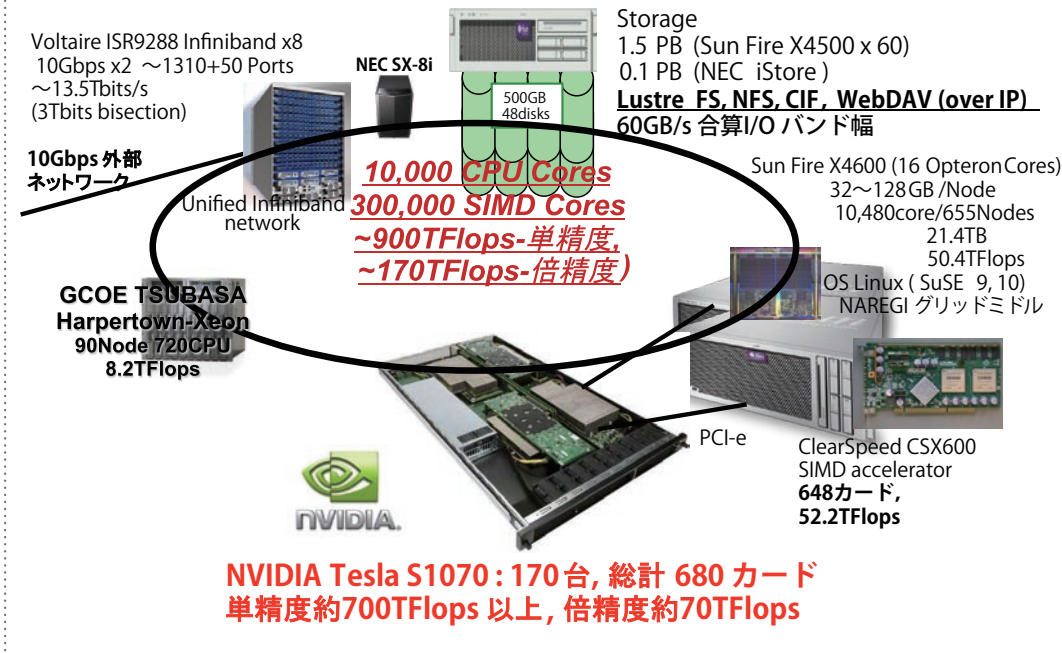 Voltaire ISR9288 Infiniband x8
10Gbps x2 ～1310+50 Ports
～13.5Tbits/s
(3Tbits bisection)
10Gbps 外部
ネットワーク
NEC SX-8i
500GB
48disks
Storage
1.5 PB (Sun Fire X4500 x 60)
0.1 PB (NEC iStore )
Lustre FS, NFS, CIF, WebDAV (over IP)
60GB/s 合算I/O バンド幅
Unified Infiniband
network
10,000 CPU Cores
300,000 SIMD Cores
~900TFlops-単精度,
~170TFlops-倍精度)
Sun Fire X4600 (16 Opteron Cores)
32～128GB /Node
10,480core/655Nodes
21.4TB
50.4TFlops
OS Linux ( SuSE 9, 10)
NAREGI グリッドミドル
GCOE TSUBASA
Harpertown-Xeon
90Node 720CPU
8.2TFlops
PCI-e
ClearSpeed CSX600
SIMD accelerator
648カード,
52.2TFlops
NVIDIA.
NVIDIA Tesla S1070 : 170台, 総計 680 カード
単精度約700TFlops 以上, 倍精度約70TFlops